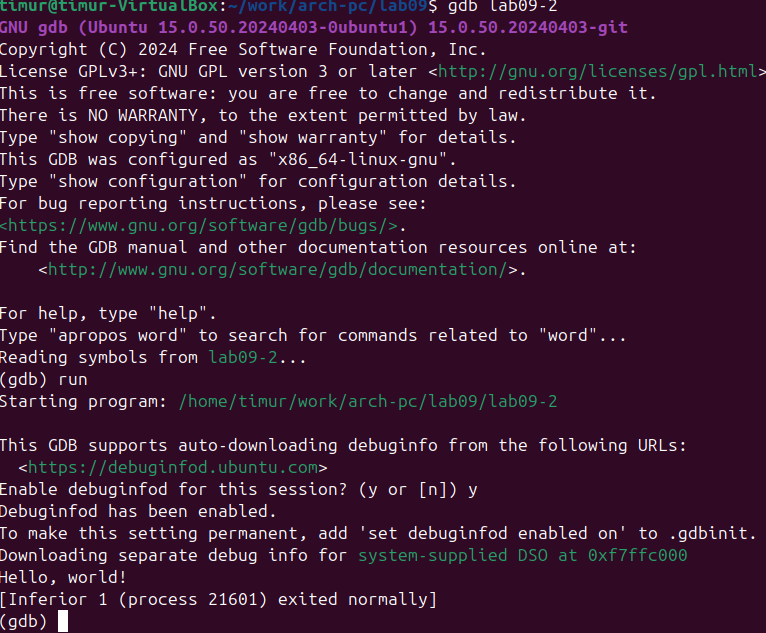 timur@timur-VirtualBox:~/work/arch-pc/lab09$ gdb lab09-2
GNU gdb (Ubuntu 15.0.50.20240403-0ubuntu1) 15.0.50.20240403-git
Copyright (C) 2024 Free Software Foundation, Inc.
License GPLv3+: GNU GPL version 3 or later <http://gnu.org/licenses/gpl.html>
This is free software: you are free to change and redistribute it.
There is NO WARRANTY, to the extent permitted by law.
Type "show copying" and "show warranty" for details.
This GDB was configured as "x86_64-linux-gnu".
Type "show configuration" for configuration details.
For bug reporting instructions, please see:
<https://www.gnu.org/software/gdb/bugs/>.
Find the GDB manual and other documentation resources online at:
    <http://www.gnu.org/software/gdb/documentation/>.

For help, type "help".
Type "apropos word" to search for commands related to "word"...
Reading symbols from lab09-2...
(gdb) run
Starting program: /home/timur/work/arch-pc/lab09/lab09-2

This GDB supports auto-downloading debuginfo from the following URLs:
  <https://debuginfod.ubuntu.com>
Enable debuginfod for this session? (y or [n]) y
Debuginfod has been enabled.
To make this setting permanent, add 'set debuginfod enabled on' to .gdbinit.
Downloading separate debug info for system-supplied DSO at 0xf7ffc000
Hello, world!
[Inferior 1 (process 21601) exited normally]
(gdb)